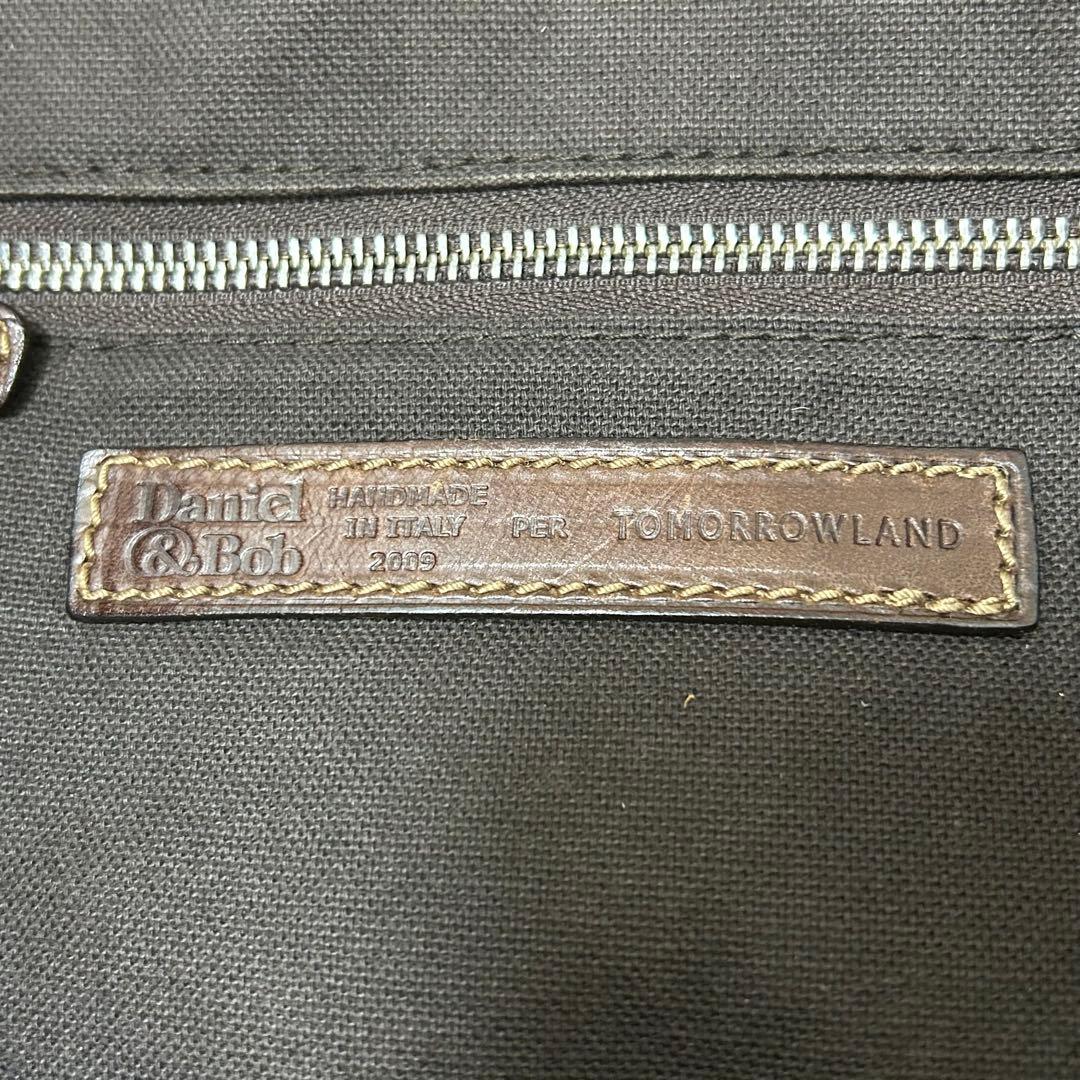 Daniel
& Bob
HANDMADE
IN ITALY
2009
PER TOMORROWLAND